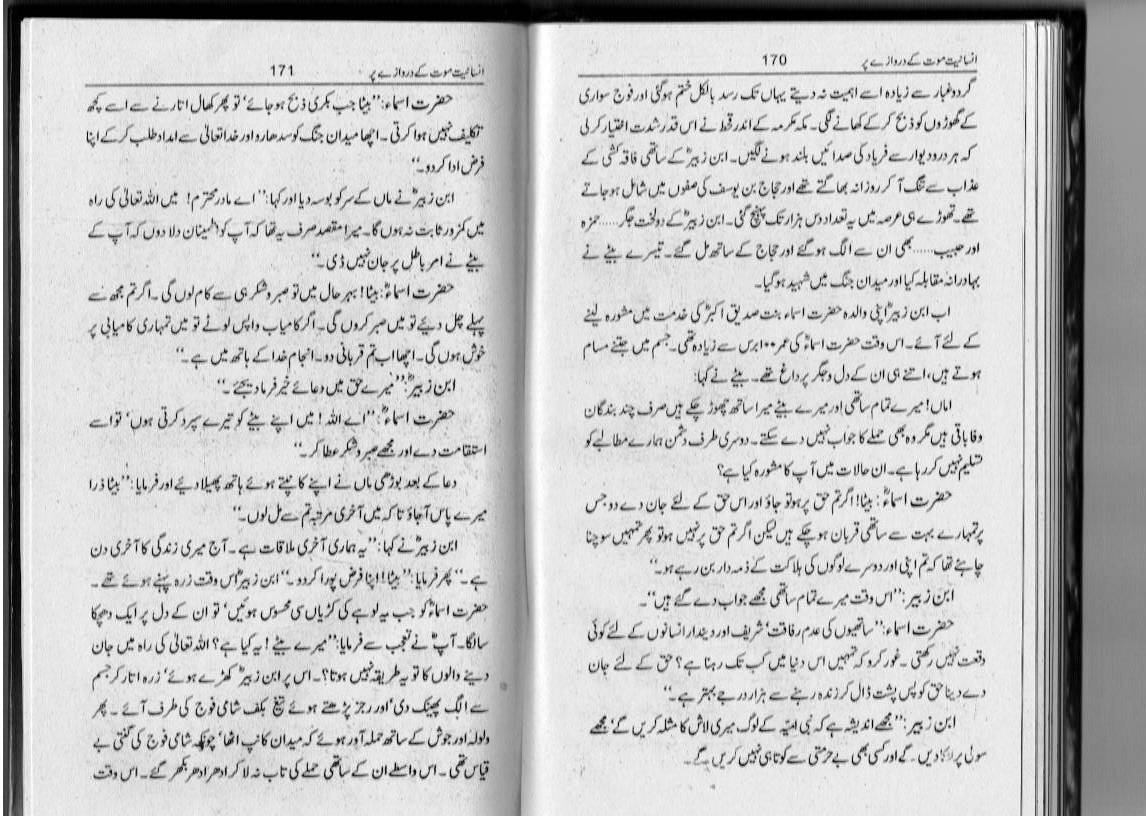 انسانیت موت کے دروازے پر 170
گردوغبار سے زیادہ اسے اہمیت نہ دیتے یہاں تک رسد بالکل ختم ہوگئی اور فوج سواری
کے گھوڑوں کو ذبح کر کے کھانے لگی۔ مکہ مکرمہ کے اندر قحط نے اس قدر شدت اختیار کرلی
کہ ہر درودیوار سے فریاد کی صدائیں بلند ہونے لگیں۔ ابن زبیرؓ کے ساتھی فاقہ کشی کے
عذاب سے تنگ آ کر روزانہ بھاگتے تھے اور حجاج بن یوسف کی صفوں میں شامل ہوجاتے
تھے۔ تھوڑے ہی عرصہ میں یہ تعداد دس ہزار تک پہنچ گئی۔ ابن زبیرؓ کے دولخت جگر......حمزہ
اور حبیب......بھی ان سے الگ ہوگئے اور حجاج کے ساتھ مل گئے۔ تیسرے بیٹے نے
بہادرانہ مقابلہ کیا اور میدان جنگ میں شہید ہوگیا۔
اب ابن زبیرؓ اپنی والدہ حضرت اسماء بنت صدیق اکبرؓ کی خدمت میں مشورہ لینے
کے لئے آئے۔ اس وقت حضرت اسماءؓ کی عمر ۱۰۰ برس سے زیادہ تھی۔ جسم میں جتنے مسام
ہوتے ہیں، اتنے ہی ان کے دل و جگر پر داغ تھے۔ بیٹے نے کہا:
اماں! میرے تمام ساتھی اور میرے بیٹے میرا ساتھ چھوڑ چکے ہیں صرف چند بندگان
وفا باقی ہیں مگر وہ بھی حملے کا جواب نہیں دے سکتے۔ دوسری طرف دشمن ہمارے مطالبے کو
تسلیم نہیں کر رہا ہے۔ ان حالات میں آپ کا مشورہ کیا ہے؟
حضرت اسماءؓ: بیٹا! اگر تم حق پر ہو تو جاؤ اور اس حق کے لئے جان دے دو جس
پر تمہارے بہت سے ساتھی قربان ہوچکے ہیں لیکن اگر تم حق پر نہیں ہو تو پھر تمہیں سوچنا
چاہئے تھا کہ تم اپنی اور دوسرے لوگوں کی ہلاکت کے ذمہ دار بن رہے ہو۔‘‘
ابن زبیر: ’’اس وقت میرے تمام ساتھی مجھے جواب دے گئے ہیں‘‘۔
حضرت اسماء: ’’ساتھیوں کی عدم رفاقت‘ شریف اور دیندار انسانوں کے لئے کوئی
وقعت نہیں رکھتی۔ غور کرو کہ تمہیں اس دنیا میں کب تک رہنا ہے؟ حق کے لئے جان
دے دینا حق کو پس پشت ڈال کر زندہ رہنے سے ہزار درجے بہتر ہے۔‘‘
ابن زبیر: ’’مجھے اندیشہ ہے کہ بنی امیہ کے لوگ میری لاش کا مثلہ کریں گے‘ مجھے
سولی پر لٹکا دیں۔ گے اور کسی بھی بے حرمتی سے کوتاہی نہیں کریں۔ گے۔
انسانیت موت کے دروازے پر 171
حضرت اسماء: ’’بیٹا جب بکری ذبح ہوجائے‘ تو پھر کھال اتارنے سے اسے کچھ
تکلیف نہیں ہوا کرتی۔ اچھا میدان جنگ کو سدھارو اور خدا تعالیٰ سے امداد طلب کرکے اپنا
فرض ادا کردو۔‘‘
ابن زبیرؓ نے ماں کے سر کو بوسہ دیا اور کہا: ’’اے مادر محترم! میں اللہ تعالیٰ کی راہ
میں کمزور ثابت نہ ہوں گا۔ میرا مقصد صرف یہ تھا کہ آپ کو اطمینان دلا دوں کہ آپ کے
بیٹے نے امر باطل پر جان نہیں دی۔‘‘
حضرت اسماءؓ: بیٹا! بہر حال میں تو صبر و شکر ہی سے کام لوں گی۔ اگر تم مجھ سے
پہلے چل دیئے تو میں صبر کروں گی۔ اگر کامیاب واپس لوٹے تو میں تمہاری کامیابی پر
خوش ہوں گی۔ اچھا اب تم قربانی دو۔ انجام خدا کے ہاتھ میں ہے۔‘‘
ابن زبیرؓ: ’’میرے حق میں دعائے خیر فرما دیجئے۔‘‘
حضرت اسماءؓ: ’’اے اللہ! میں اپنے بیٹے کو تیرے سپرد کرتی ہوں‘ تو اسے
استقامت دے اور مجھے صبر و شکر عطا کر۔‘‘
دعا کے بعد بوڑھی ماں نے اپنے کانپتے ہوئے ہاتھ پھیلا دیئے اور فرمایا: ’’بیٹا ذرا
میرے پاس آجاؤ تاکہ میں آخری مرتبہ تم سے مل لوں۔‘‘
ابن زبیرؓ نے کہا: ’’یہ ہماری آخری ملاقات ہے۔ آج میری زندگی کا آخری دن
ہے۔‘‘ پھر فرمایا: ’’بیٹا! اپنا فرض پورا کردو۔‘‘ ابن زبیرؓ اس وقت زرہ پہنے ہوئے تھے۔
حضرت اسماءؓ کو جب یہ لوہے کی کڑیاں سی محسوس ہوئیں‘ تو ان کے دل پر ایک دھچکا
سا لگا۔ آپؓ نے تعجب سے فرمایا: ’’میرے بیٹے! یہ کیا ہے؟ اللہ تعالیٰ کی راہ میں جان
دینے والوں کا تو یہ طریقہ نہیں ہوتا؟۔ اس پر ابن زبیرؓ کھڑے ہوئے‘ زرہ اتار کر جسم
سے الگ پھینک دی‘ اور رجز پڑھتے ہوئے تیغ بکف شامی فوج کی طرف آئے۔ پھر
ولولہ اور جوش کے ساتھ حملہ آور ہوئے کہ میدان کانپ اٹھا‘ چونکہ شامی فوج کی گنتی بے
قیاس تھی۔ اس واسطے ان کے ساتھی حملے کی تاب نہ لا کر ادھر ادھر بکھر گئے۔ اس وقت